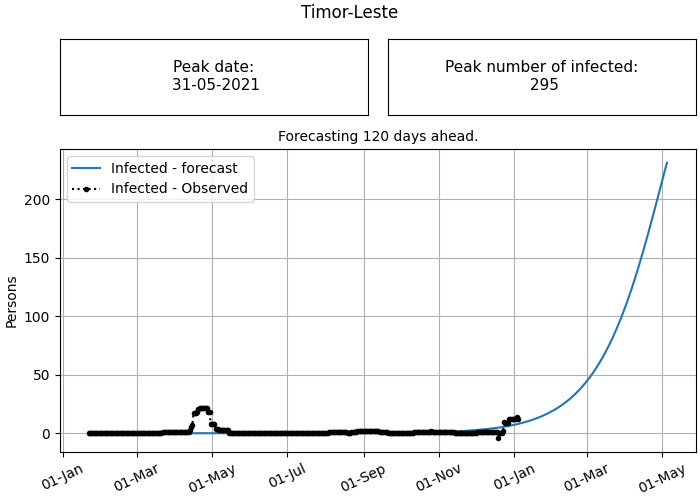 Timor-Leste
Peak date:
31-05-2021
Peak number of infected:
295
Forecasting 120 days ahead.
Infected - forecast
Infected - Observed
Persons
200
150
100
50
0
01-Jan
01-Mar
01-May
01-Jul
01-Sep
01-Nov
01-Jan
01-Mar
01-May